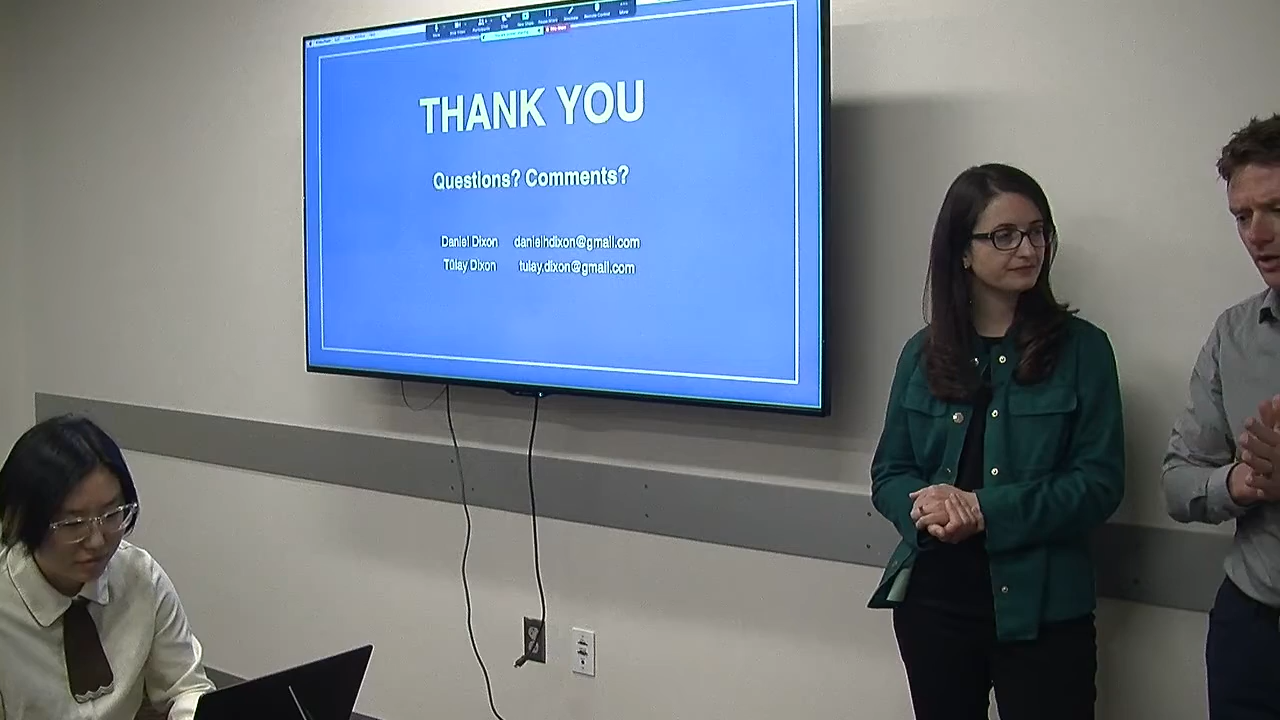 THANK YOU
Questions? Comments?
Daniel Dixon danielhdixon@gmail.com
Tülay Dixon tulay.dixon@gmail.com